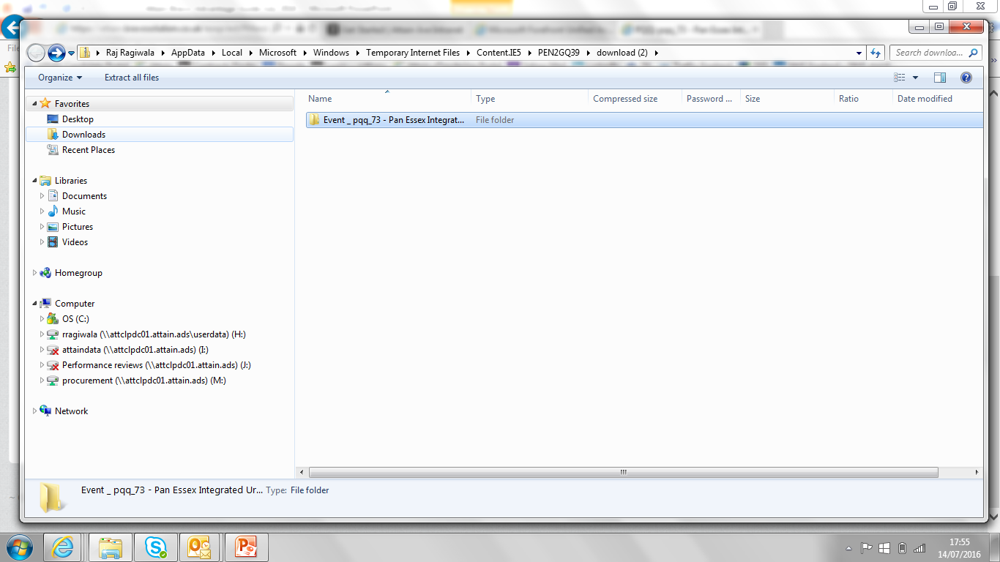 Raj Ragiwala AppData Local Microsoft Windows Temporary Internet Files Content.IE5 PEN2GQ39 download (2) Search downloa...
Organize Extract all files
Name Type Compressed size Password ... Size Ratio Date modified
Favorites
Desktop
Downloads
Recent Places
Libraries
Documents
Music
Pictures
Videos
Homegroup
Computer
OS (C:)
rragiwala (\\attclpdc01.attain.ads\userdata) (H:)
attaindata (\\attclpdc01.attain.ads) (I:)
Performance reviews (\\attclpdc01.attain.ads) (J:)
procurement (\\attclpdc01.attain.ads) (M:)
Network
Event _ pqq_73 - Pan Essex Integrat... File folder
Event _ pqq_73 - Pan Essex Integrated Ur... Type: File folder
17:55
14/07/2016